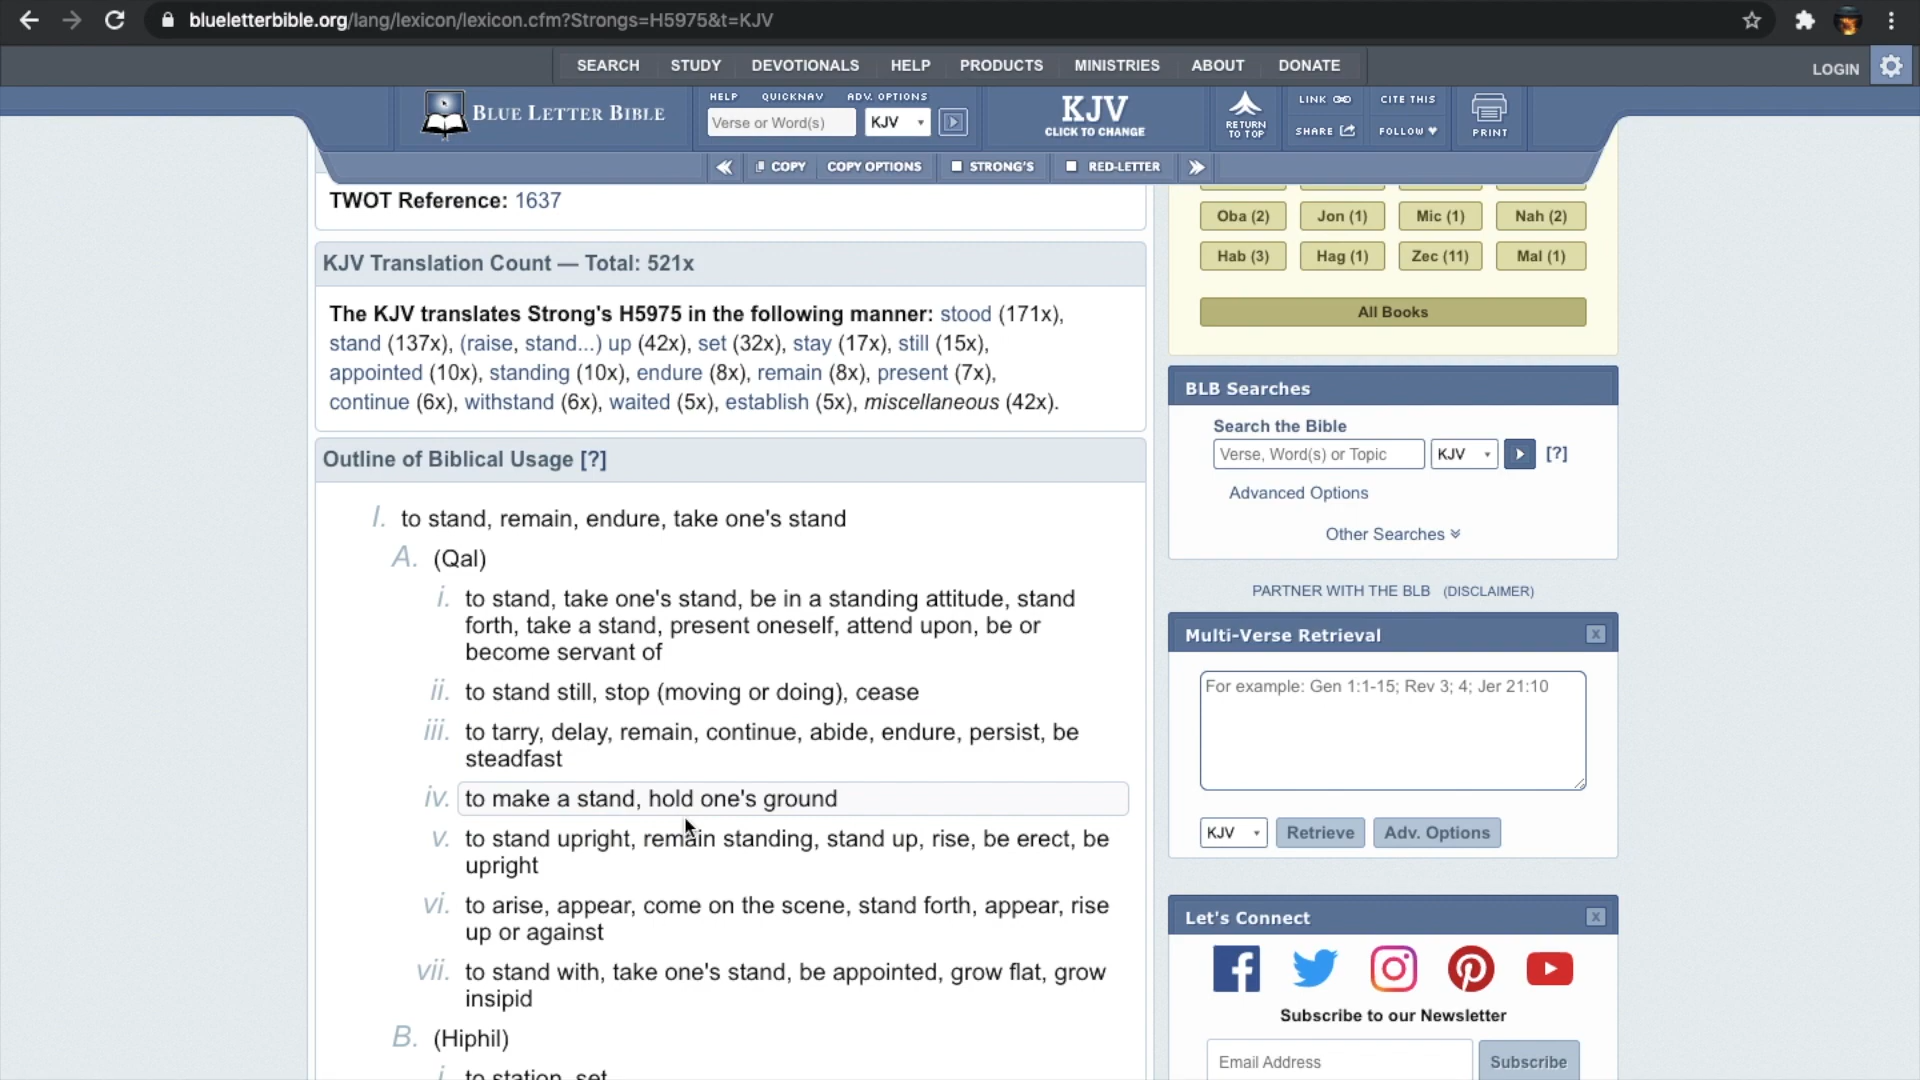 blueletterbible.org/lang/lexicon/lexicon.cfm?Strongs=H5975&t=KJV
SEARCH STUDY DEVOTIONALS HELP PRODUCTS MINISTRIES ABOUT DONATE
LOGIN
BLUE LETTER BIBLE
HELP QUICKNAV ADV. OPTIONS
Verse or Word(s) KJV
KJV
CLICK TO CHANGE
RETURN
TO TOP
LINK CITE THIS
SHARE FOLLOW
PRINT
COPY COPY OPTIONS STRONG'S RED-LETTER
TWOT Reference: 1637
KJV Translation Count — Total: 521x
The KJV translates Strong's H5975 in the following manner: stood (171x),
stand (137x), (raise, stand...) up (42x), set (32x), stay (17x), still (15x),
appointed (10x), standing (10x), endure (8x), remain (8x), present (7x),
continue (6x), withstand (6x), waited (5x), establish (5x), miscellaneous (42x).
Outline of Biblical Usage [?]
I. to stand, remain, endure, take one's stand
A. (Qal)
i. to stand, take one's stand, be in a standing attitude, stand
forth, take a stand, present oneself, attend upon, be or
become servant of
ii. to stand still, stop (moving or doing), cease
iii. to tarry, delay, remain, continue, abide, endure, persist, be
steadfast
iv. to make a stand, hold one's ground
v. to stand upright, remain standing, stand up, rise, be erect, be
upright
vi. to arise, appear, come on the scene, stand forth, appear, rise
up or against
vii. to stand with, take one's stand, be appointed, grow flat, grow
insipid
B. (Hiphil)
i. to station, set
Oba (2) Jon (1) Mic (1) Nah (2)
Hab (3) Hag (1) Zec (11) Mal (1)
All Books
BLB Searches
Search the Bible
Verse, Word(s) or Topic KJV [?]
Advanced Options
Other Searches
PARTNER WITH THE BLB (DISCLAIMER)
Multi-Verse Retrieval x
For example: Gen 1:1-15; Rev 3; 4; Jer 21:10
KJV Retrieve Adv. Options
Let's Connect x
Subscribe to our Newsletter
Email Address Subscribe